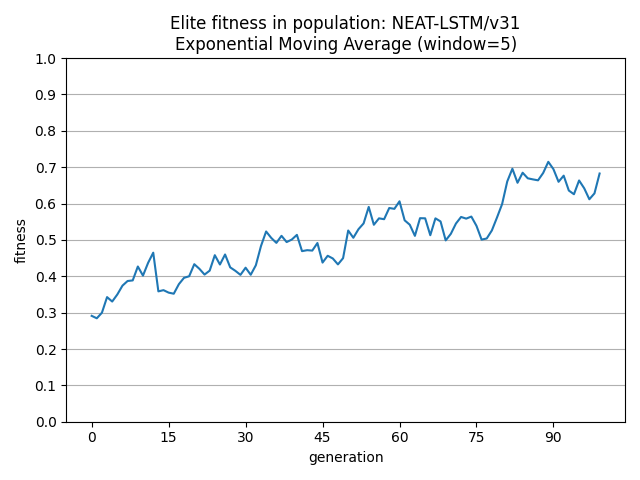 Elite fitness in population: NEAT-LSTM/v31
Exponential Moving Average (window=5)
1.0
0.9
0.8
0.7
0.6
0.5
0.4
0.3
0.2
0.1
0.0
fitness
0 15 30 45 60 75 90
generation